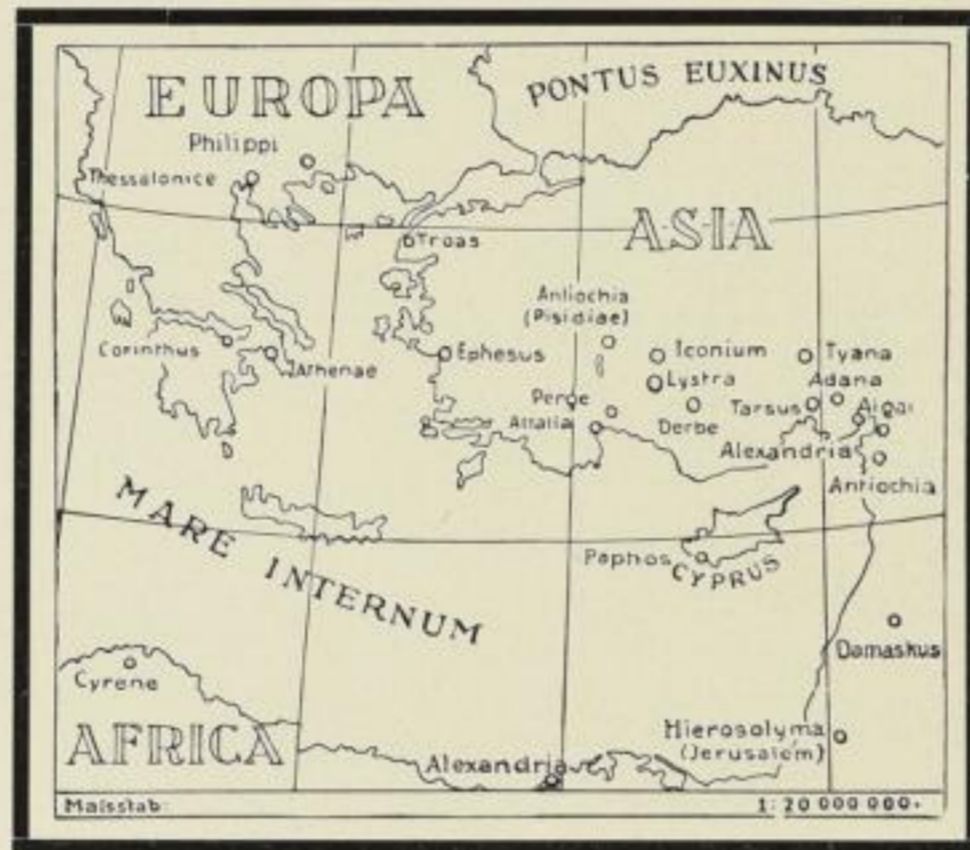 EUROPA
PONTUS EUXINUS
Philippi
Thessalonice
ASIA
Troas
Antiochia
(Pisidiae)
Corinthus
Athenae
Ephesus
Iconium
Tyana
Lystra
Adana
Perge
Tarsus
Aigai
Attalia
Derbe
Alexandria
Antiochia
MARE INTERNUM
Paphos
CYPRUS
Damaskus
Cyrene
Hierosolyma
(Jerusalem)
AFRICA
Alexandria
Maßstab:
1:20 000 000.